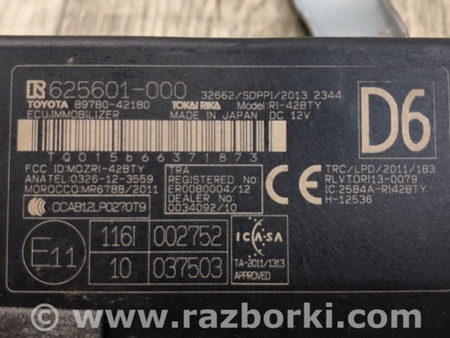 625601-000 32662/SDPPI/2013 2344
TOYOTA 89780-42180 TOKAI RIKA Model:RI-42BTY
ECU.IMMOBILIZER MADE IN JAPAN DC 12V
D6
TQ015b66371873
FCC ID:MOZRI-42BTY
ANATEL:0326-12-3559
MOROCCO:MR6788/2011
CCAB12LP0270T9
TRA
REGISTERED No:
ER0080004/12
DEALER No:
0034092/10
TRC/LPD/2011/183
RLVTORI13-0079
IC:2584A-RI42BTY
H-12536
E11
116I 002752
10 037503
ICASA
TA-2011/1313
APPROVED
www.razborki.com